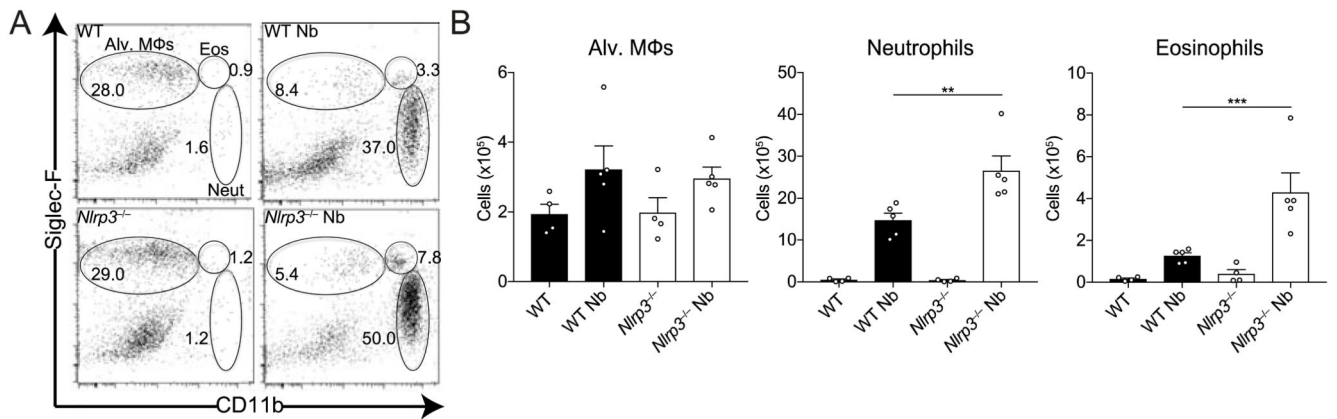 A
B
WT
Alv. MΦs
Eos
0.9
28.0
1.6
Neut
WT Nb
3.3
8.4
37.0
Nlrp3–/–
1.2
29.0
1.2
Nlrp3–/– Nb
7.8
5.4
50.0
Siglec-F
CD11b
Alv. MΦs
Cells (x10⁵)
6
4
2
0
WT
WT Nb
Nlrp3–/–
Nlrp3–/– Nb
Neutrophils
Cells (x10⁵)
50
40
30
20
10
0
**
WT
WT Nb
Nlrp3–/–
Nlrp3–/– Nb
Eosinophils
Cells (x10⁵)
10
8
6
4
2
0
***
WT
WT Nb
Nlrp3–/–
Nlrp3–/– Nb